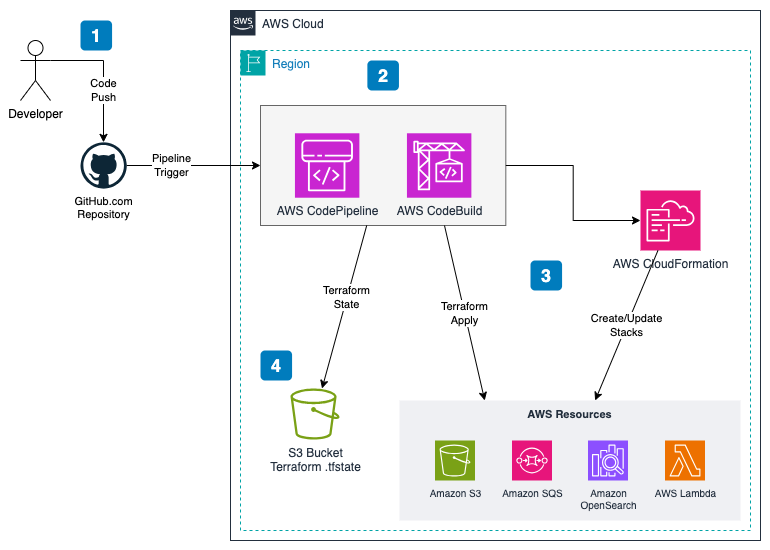 1
aws
AWS Cloud
Region
2
Code
Push
Developer
Pipeline
Trigger
GitHub.com
Repository
</>
AWS CodePipeline
</>
AWS CodeBuild
AWS CloudFormation
3
Terraform
State
Terraform
Apply
Create/Update
Stacks
4
S3 Bucket
Terraform .tfstate
AWS Resources
Amazon S3
Amazon SQS
Amazon
OpenSearch
AWS Lambda